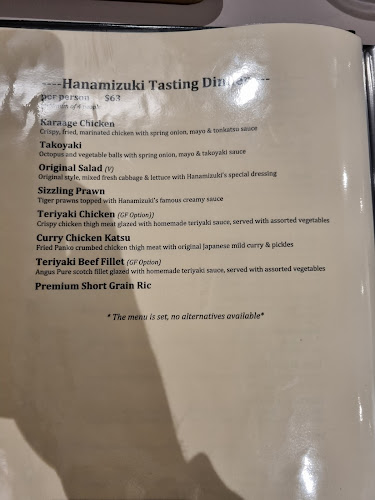 ----Hanamizuki Tasting Dinner---
per person $63
Karaage Chicken
Crispy, fried, marinated chicken with spring onion, mayo & tonkatsu sauce
Takoyaki
Octopus and vegetable balls with spring onion, mayo & takoyaki sauce
Original Salad (V)
Original style, mixed fresh cabbage & lettuce with Hanamizuki's special dressing
Sizzling Prawn
Tiger prawns topped with Hanamizuki's famous creamy sauce
Teriyaki Chicken (GF Option))
Crispy chicken thigh meat glazed with homemade teriyaki sauce, served with assorted vegetables
Curry Chicken Katsu
Fried Panko crumbed chicken thigh meat with original Japanese mild curry & pickles
Teriyaki Beef Fillet (GF Option)
Angus Pure scotch fillet glazed with homemade teriyaki sauce, served with assorted vegetables
Premium Short Grain Ric
* The menu is set, no alternatives available*